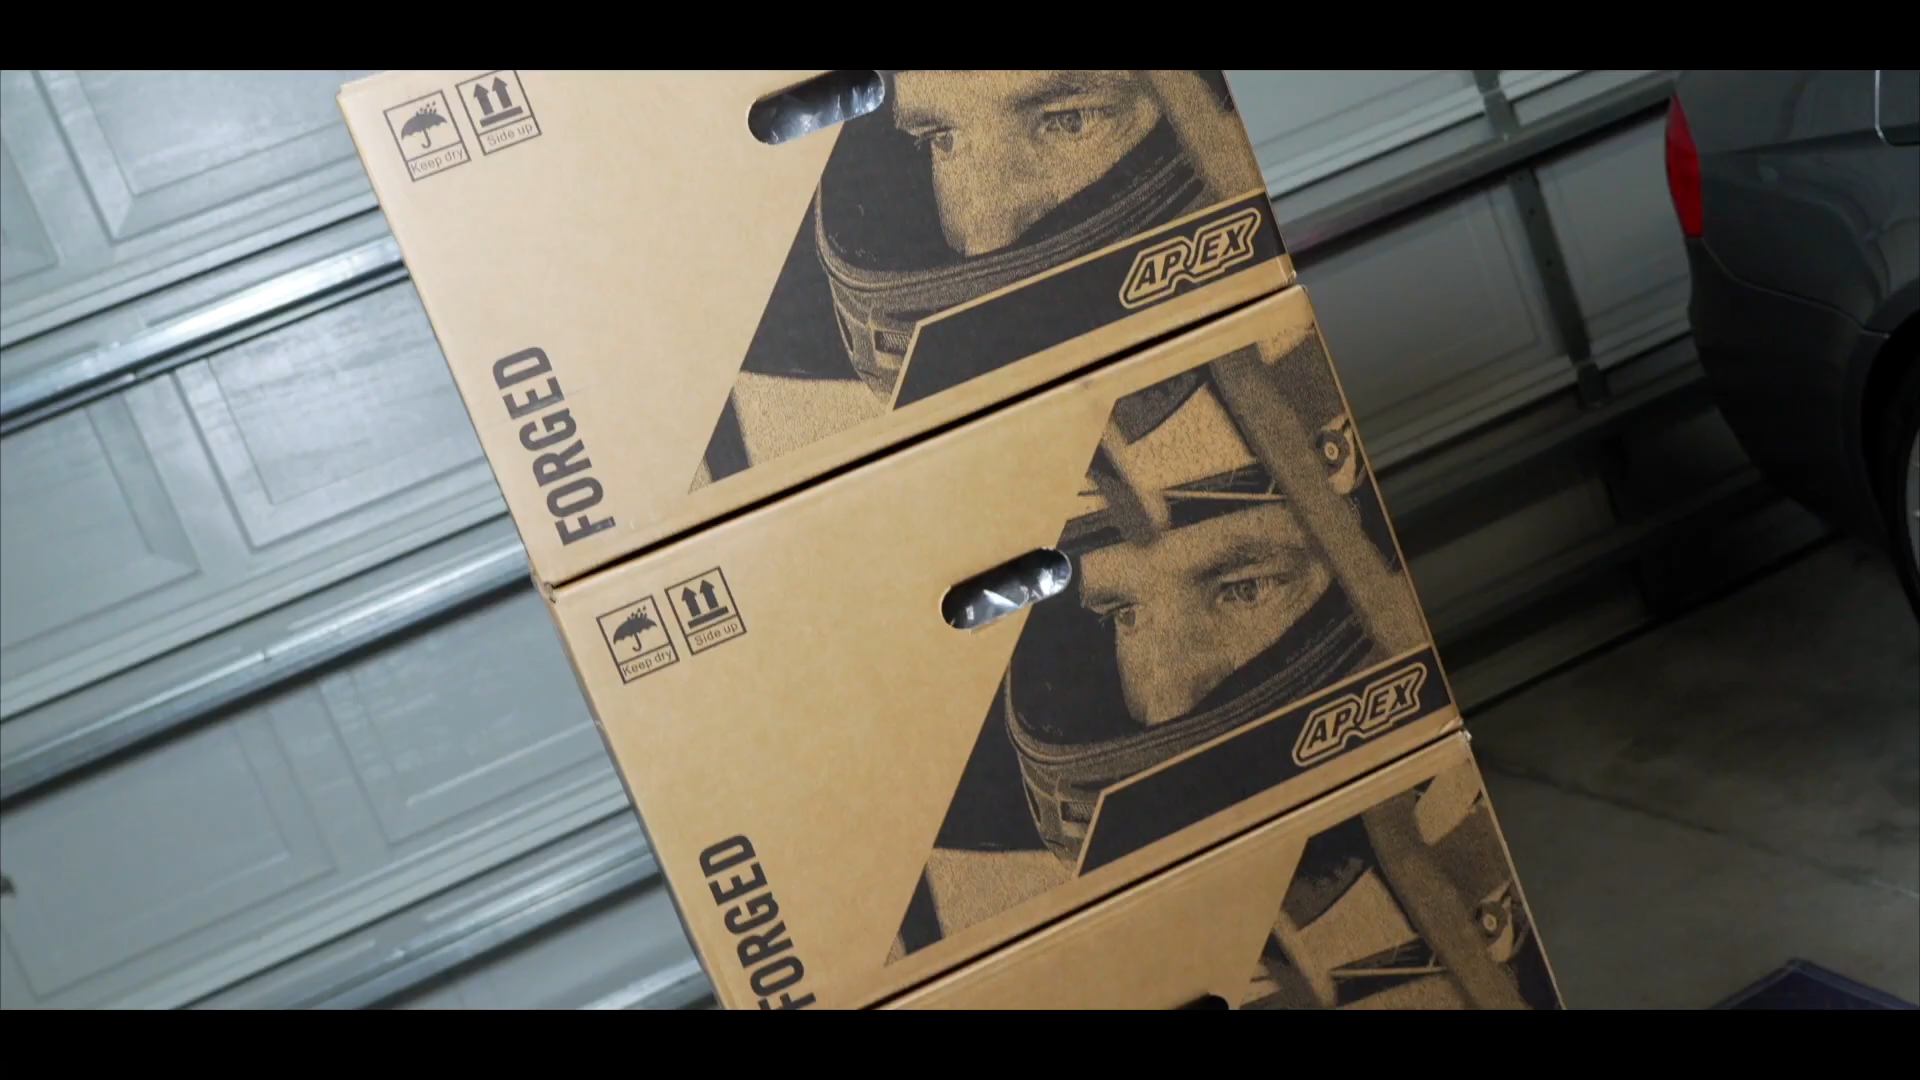 Keep dry
Side up
APEX
FORGED
Keep dry
Side up
APEX
FORGED